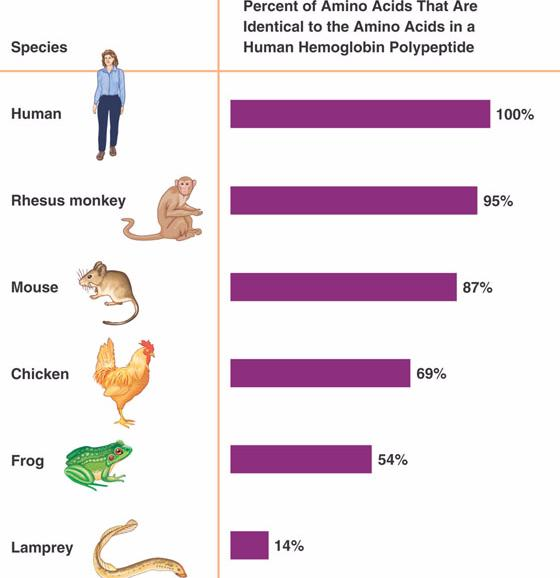 Percent of Amino Acids That Are
Identical to the Amino Acids in a
Human Hemoglobin Polypeptide
Species
Human
100%
Rhesus monkey
95%
Mouse
87%
Chicken
69%
Frog
54%
Lamprey
14%